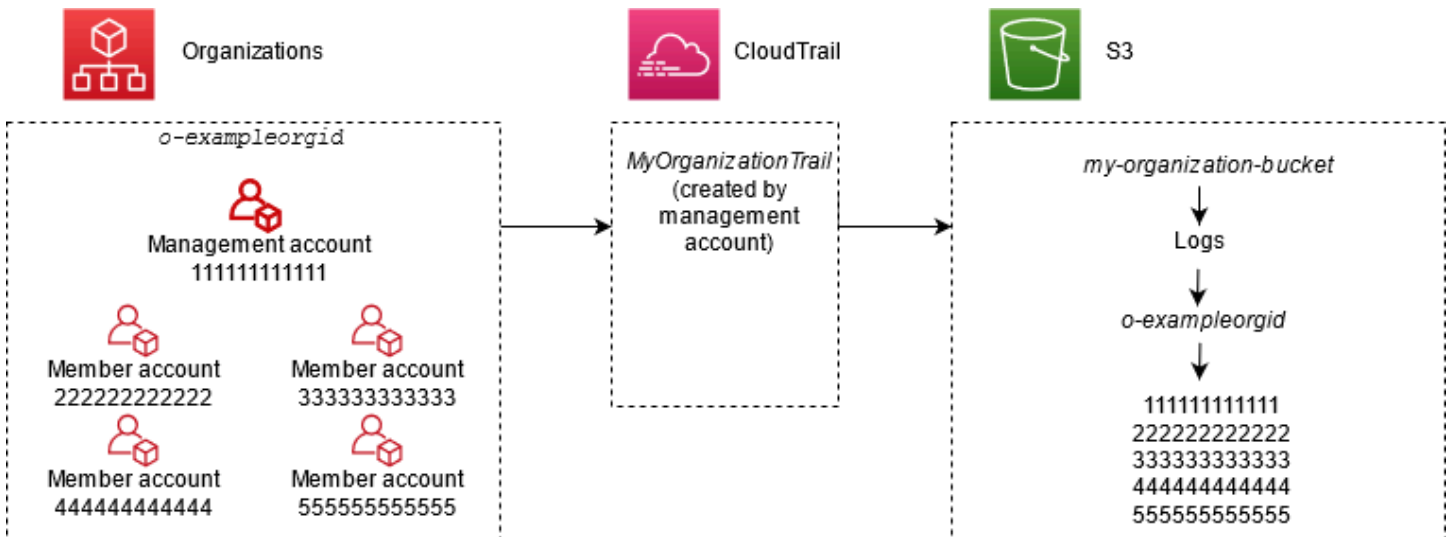 Organizations
CloudTrail
S3
o-exampleorgid
Management account
111111111111
Member account
222222222222
Member account
333333333333
Member account
444444444444
Member account
555555555555
MyOrganizationTrail
(created by
management
account)
my-organization-bucket
Logs
o-exampleorgid
111111111111
222222222222
333333333333
444444444444
555555555555